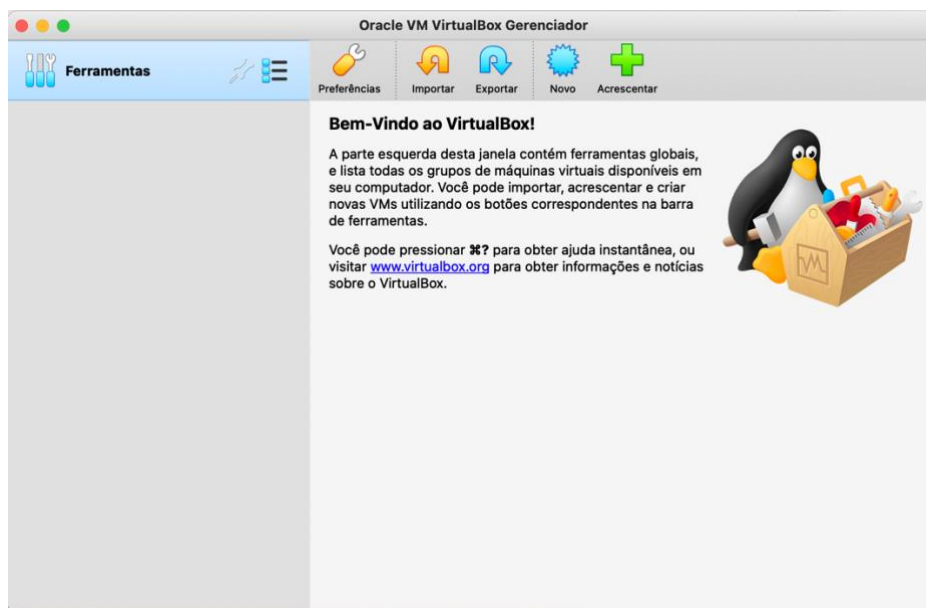 Oracle VM VirtualBox Gerenciador
Ferramentas
Preferências Importar Exportar Novo Acrescentar
Bem-Vindo ao VirtualBox!
A parte esquerda desta janela contém ferramentas globais,
e lista todas os grupos de máquinas virtuais disponíveis em
seu computador. Você pode importar, acrescentar e criar
novas VMs utilizando os botões correspondentes na barra
de ferramentas.
Você pode pressionar ⌘? para obter ajuda instantânea, ou
visitar www.virtualbox.org para obter informações e notícias
sobre o VirtualBox.